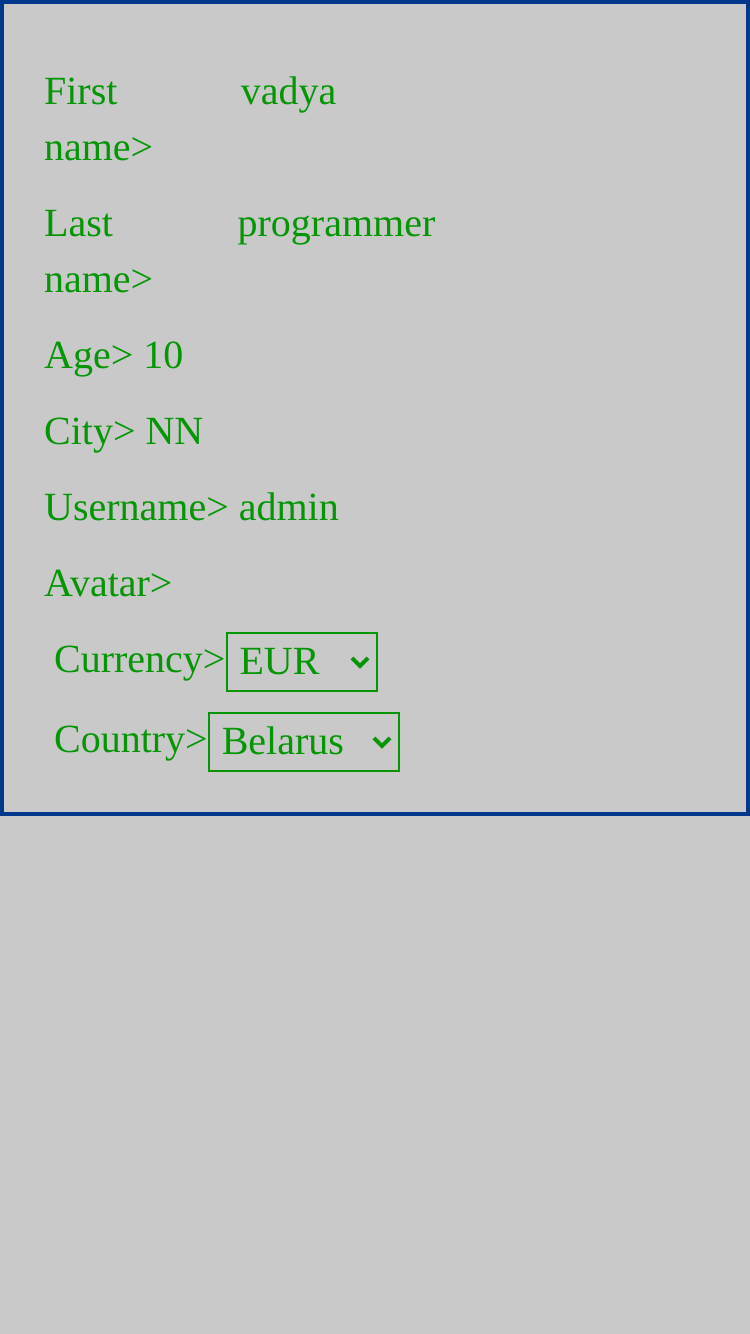 First vadya
name>
Last programmer
name>
Age> 10
City> NN
Username> admin
Avatar>
Currency> EUR
Country> Belarus